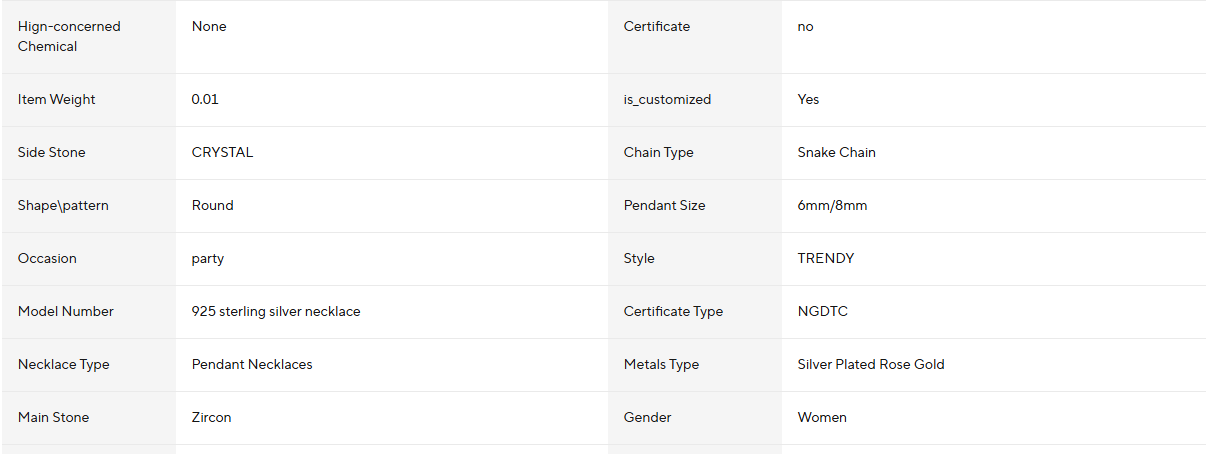 Hign-concerned
Chemical
None
Certificate
no
Item Weight
0.01
is_customized
Yes
Side Stone
CRYSTAL
Chain Type
Snake Chain
Shape\pattern
Round
Pendant Size
6mm/8mm
Occasion
party
Style
TRENDY
Model Number
925 sterling silver necklace
Certificate Type
NGDTC
Necklace Type
Pendant Necklaces
Metals Type
Silver Plated Rose Gold
Main Stone
Zircon
Gender
Women